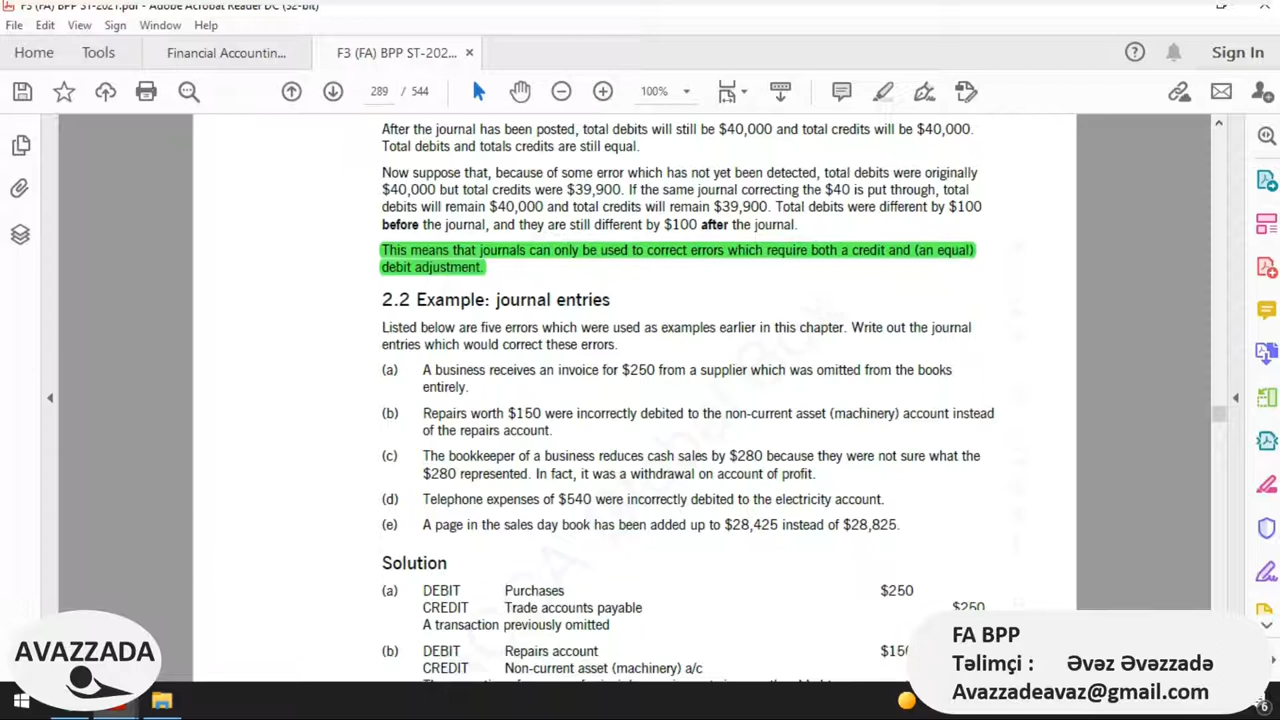 F3 (FA) BPP ST-2021.pdf - Adobe Acrobat Reader DC (32-bit)
File Edit View Sign Window Help
Home Tools Financial Accountin... F3 (FA) BPP ST-202... × Sign In
289 / 544 100%
After the journal has been posted, total debits will still be $40,000 and total credits will be $40,000.
Total debits and totals credits are still equal.
Now suppose that, because of some error which has not yet been detected, total debits were originally
$40,000 but total credits were $39,900. If the same journal correcting the $40 is put through, total
debits will remain $40,000 and total credits will remain $39,900. Total debits were different by $100
before the journal, and they are still different by $100 after the journal.
This means that journals can only be used to correct errors which require both a credit and (an equal)
debit adjustment.
2.2 Example: journal entries
Listed below are five errors which were used as examples earlier in this chapter. Write out the journal
entries which would correct these errors.
(a) A business receives an invoice for $250 from a supplier which was omitted from the books
entirely.
(b) Repairs worth $150 were incorrectly debited to the non-current asset (machinery) account instead
of the repairs account.
(c) The bookkeeper of a business reduces cash sales by $280 because they were not sure what the
$280 represented. In fact, it was a withdrawal on account of profit.
(d) Telephone expenses of $540 were incorrectly debited to the electricity account.
(e) A page in the sales day book has been added up to $28,425 instead of $28,825.
Solution
(a) DEBIT Purchases $250
CREDIT Trade accounts payable $250
A transaction previously omitted
(b) DEBIT Repairs account $150
CREDIT Non-current asset (machinery) a/c
AVAZZADA
FA BPP
Təlimçi : Əvəz Əvəzzadə
Avazzadeavaz@gmail.com
6